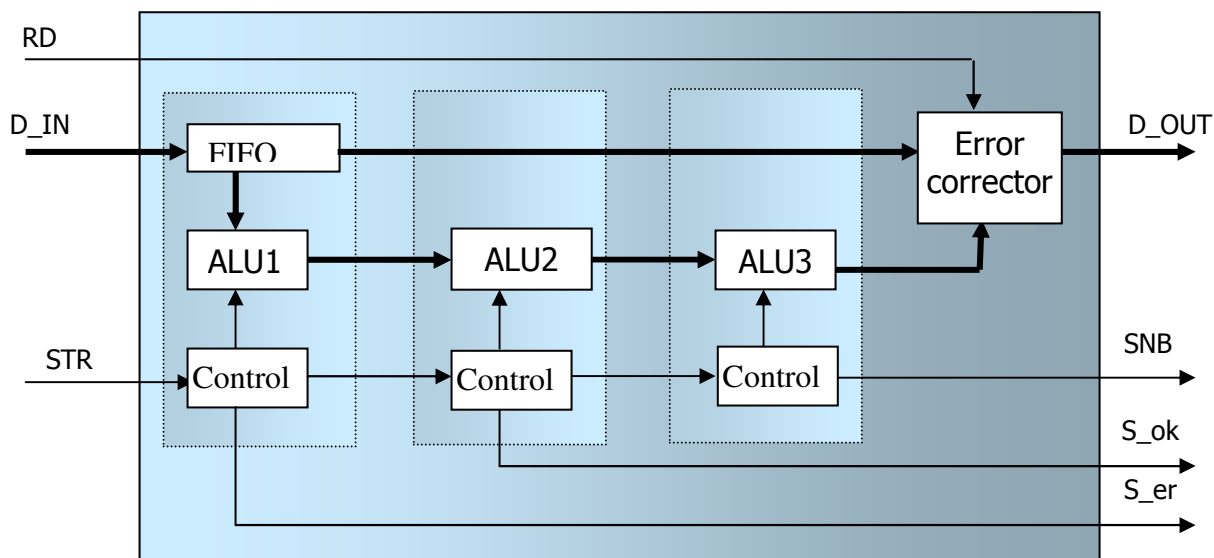 RD
D_IN
FIFO
Error
corrector
D_OUT
ALU1
ALU2
ALU3
STR
Control
Control
Control
SNB
S_ok
S_er